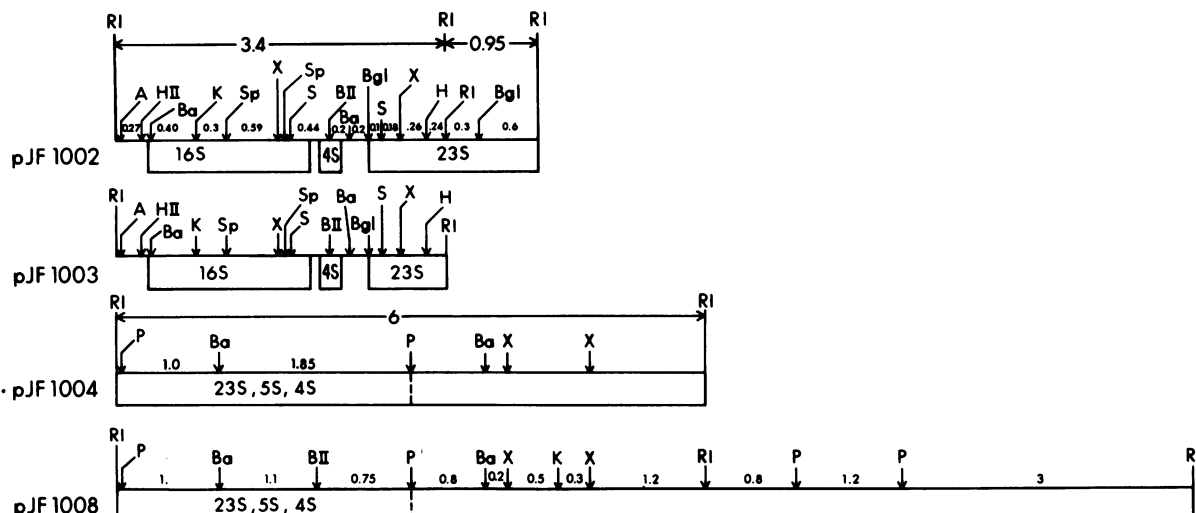 RI RI RI
3.4 0.95
X Sp Bgl X
A HII Ba K Sp S BII Ba S H RI Bgl
0.27 0.40 0.3 0.59 0.44 0.2 0.2 0.18 .26 .24 0.3 0.6
pJF 1002 16S 4S 23S
RI A HII Ba K Sp X Sp S BII Ba Bgl S X H RI
pJF 1003 16S 4S 23S
RI RI
6
P Ba P Ba X X
1.0 1.85
pJF 1004 23S, 5S, 4S
RI P Ba BII P Ba X K X RI P P R
1. 1.1 0.75 0.8 0.2 0.5 0.3 1.2 0.8 1.2 3
pJF 1008 23S, 5S, 4S